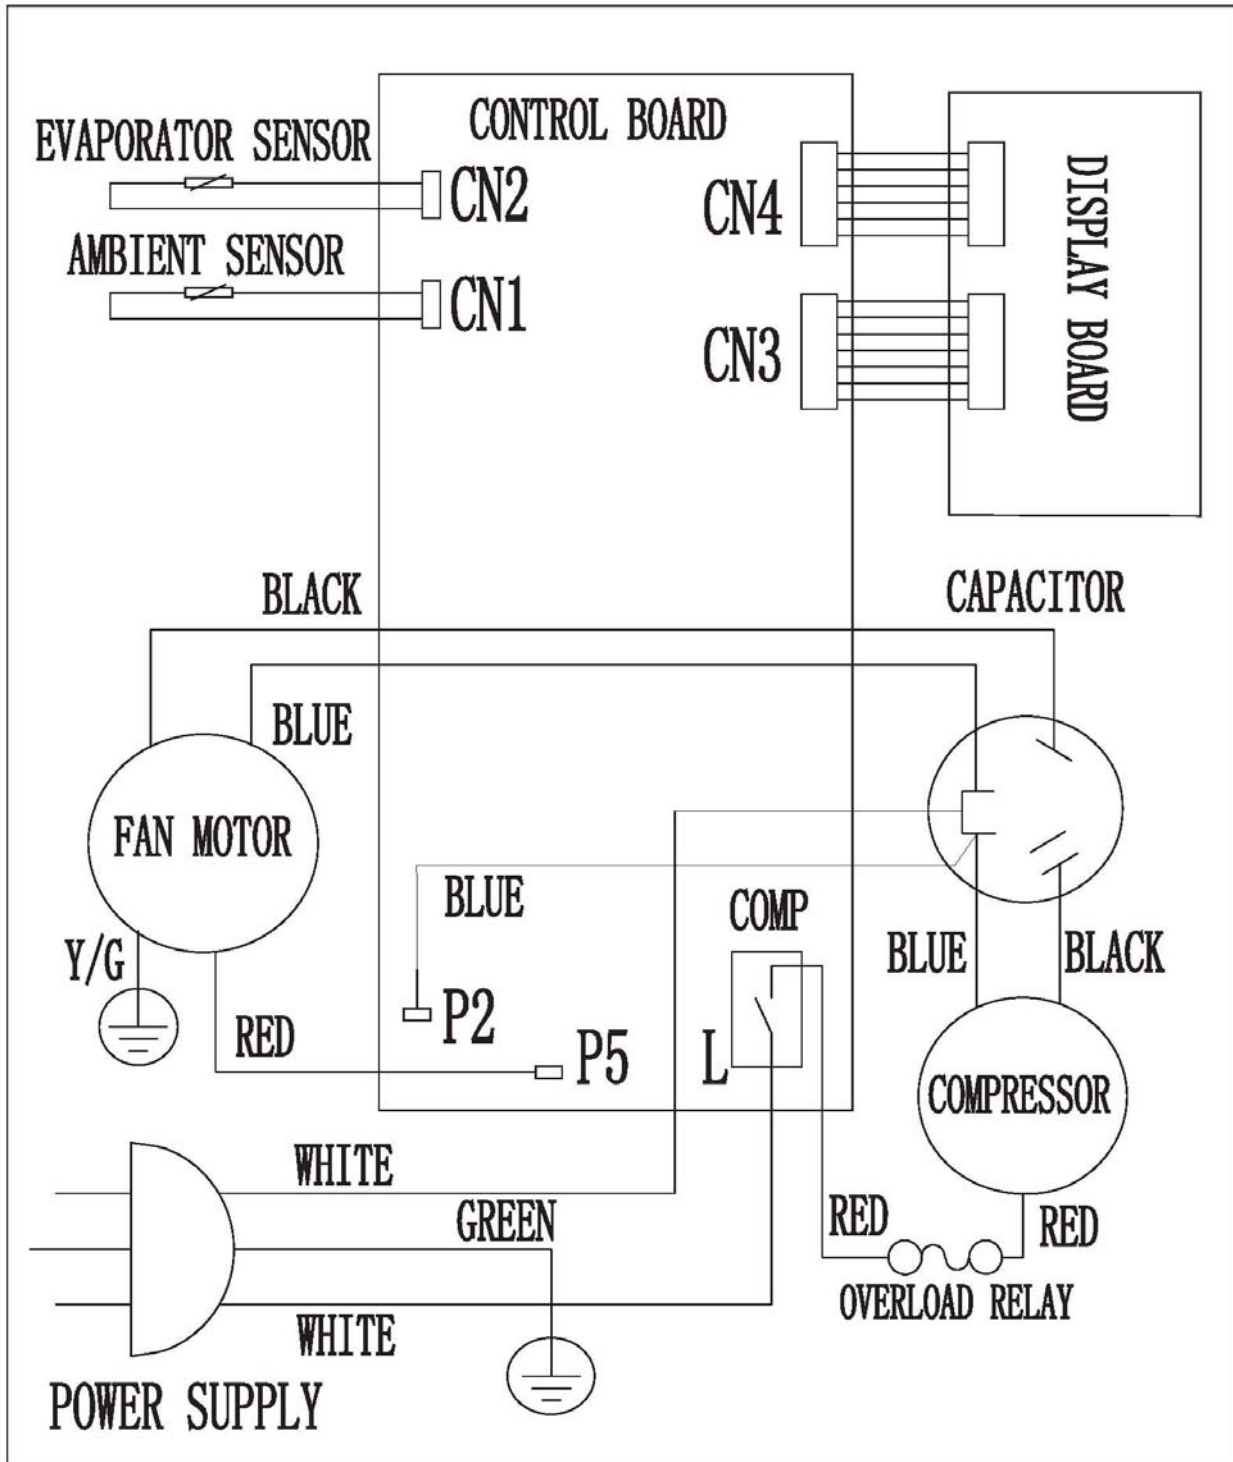 CONTROL BOARD
EVAPORATOR SENSOR
CN2
CN4
DISPLAY BOARD
AMBIENT SENSOR
CN1
CN3
BLACK
CAPACITOR
BLUE
FAN MOTOR
BLUE
COMP
Y/G
BLUE
BLACK
P2
RED
P5
L
COMPRESSOR
WHITE
GREEN
RED
RED
OVERLOAD RELAY
WHITE
POWER SUPPLY